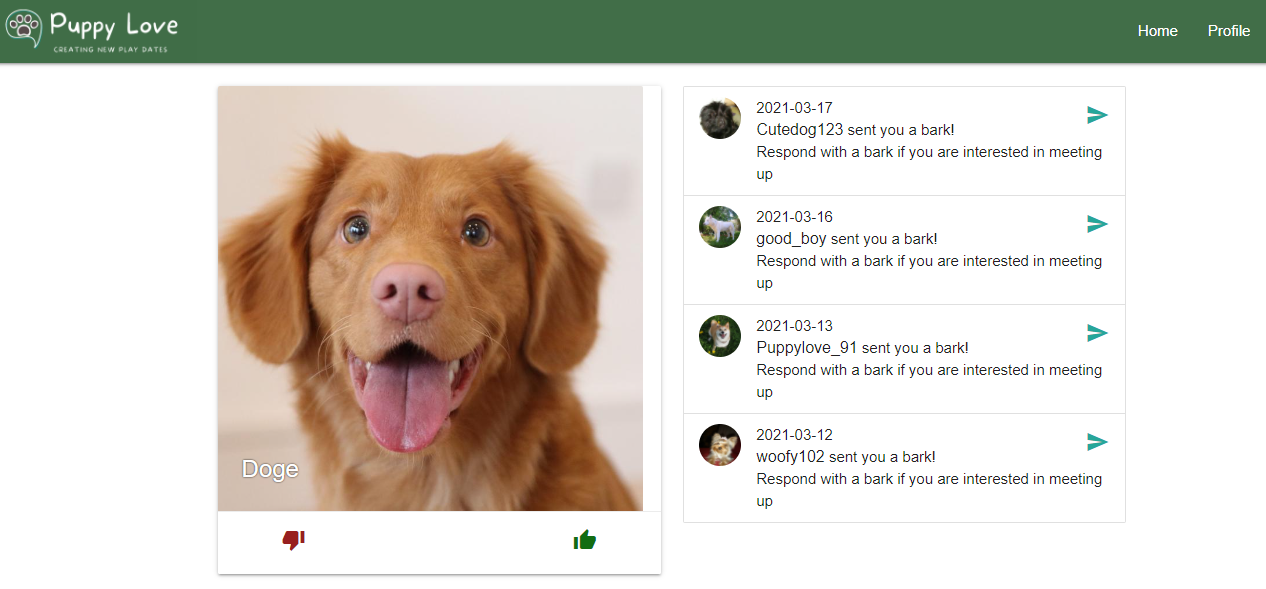 Puppy Love
CREATING NEW PLAY DATES
Home
Profile
Doge
2021-03-17
Cutedog123 sent you a bark!
Respond with a bark if you are interested in meeting
up
2021-03-16
good_boy sent you a bark!
Respond with a bark if you are interested in meeting
up
2021-03-13
Puppylove_91 sent you a bark!
Respond with a bark if you are interested in meeting
up
2021-03-12
woofy102 sent you a bark!
Respond with a bark if you are interested in meeting
up